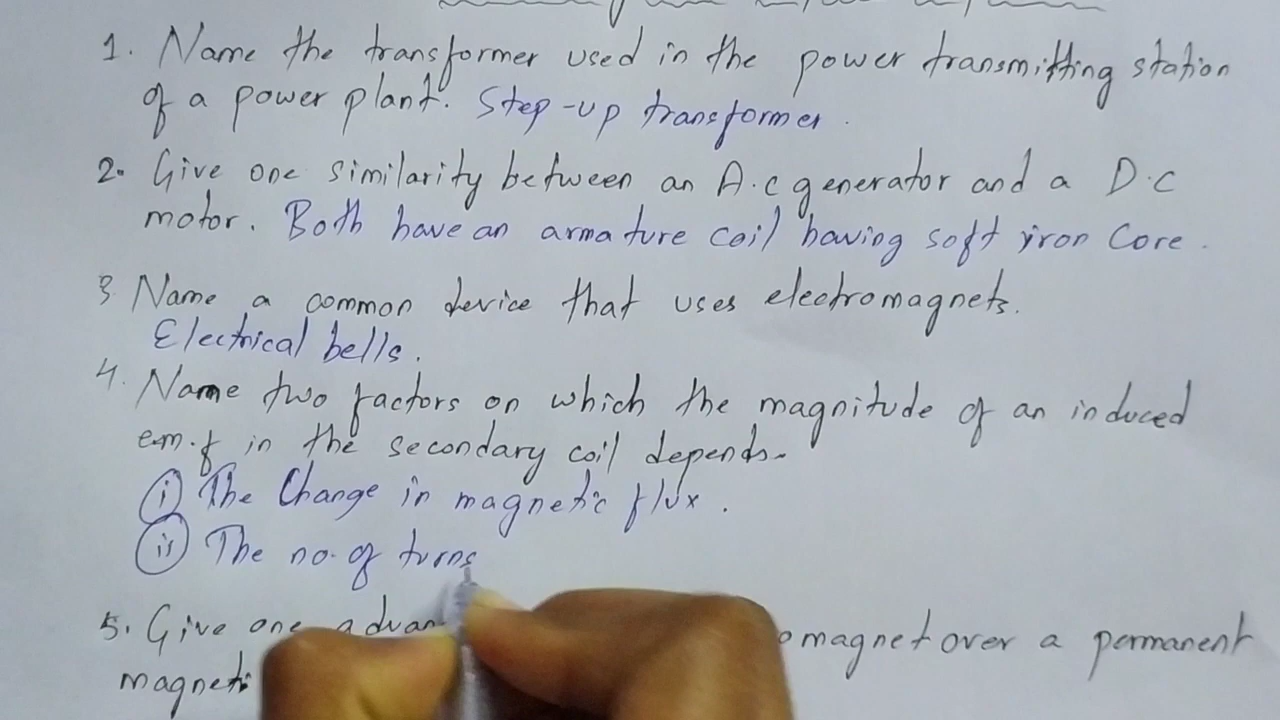 1. Name the transformer used in the power transmitting station
of a power plant. Step-up transformer.
2. Give one similarity between an A.c generator and a D.c
motor. Both have an armature coil having soft iron Core.
3 Name a common device that uses electromagnets.
Electrical bells.
4. Name two factors on which the magnitude of an induced
e.m.f in the secondary coil depends.
(i) The Change in magnetic flux.
(ii) The no. of turns
5. Give one advan omagnet over a permanent
magnet.